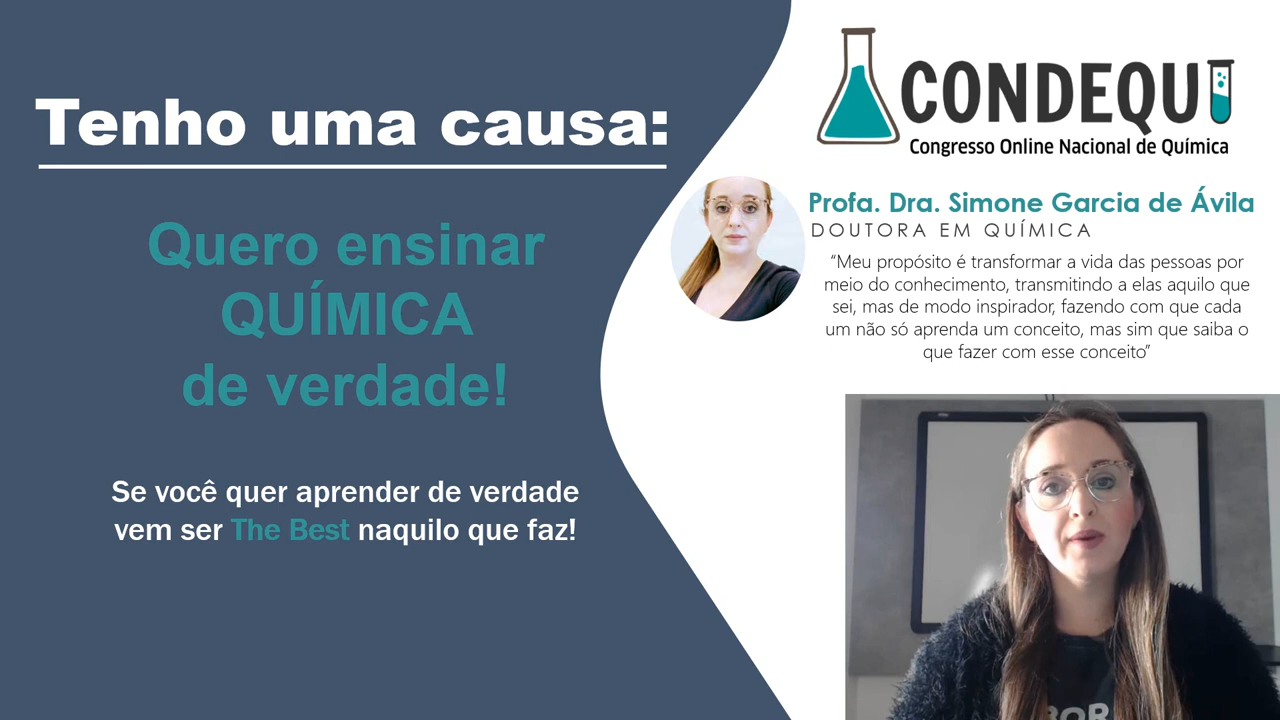 Tenho uma causa:
Quero ensinar
QUÍMICA
de verdade!
Se você quer aprender de verdade
vem ser The Best naquilo que faz!
CONDEQUI
Congresso Online Nacional de Química
Profa. Dra. Simone Garcia de Ávila
DOUTORA EM QUÍMICA
“Meu propósito é transformar a vida das pessoas por
meio do conhecimento, transmitindo a elas aquilo que
sei, mas de modo inspirador, fazendo com que cada
um não só aprenda um conceito, mas sim que saiba o
que fazer com esse conceito”